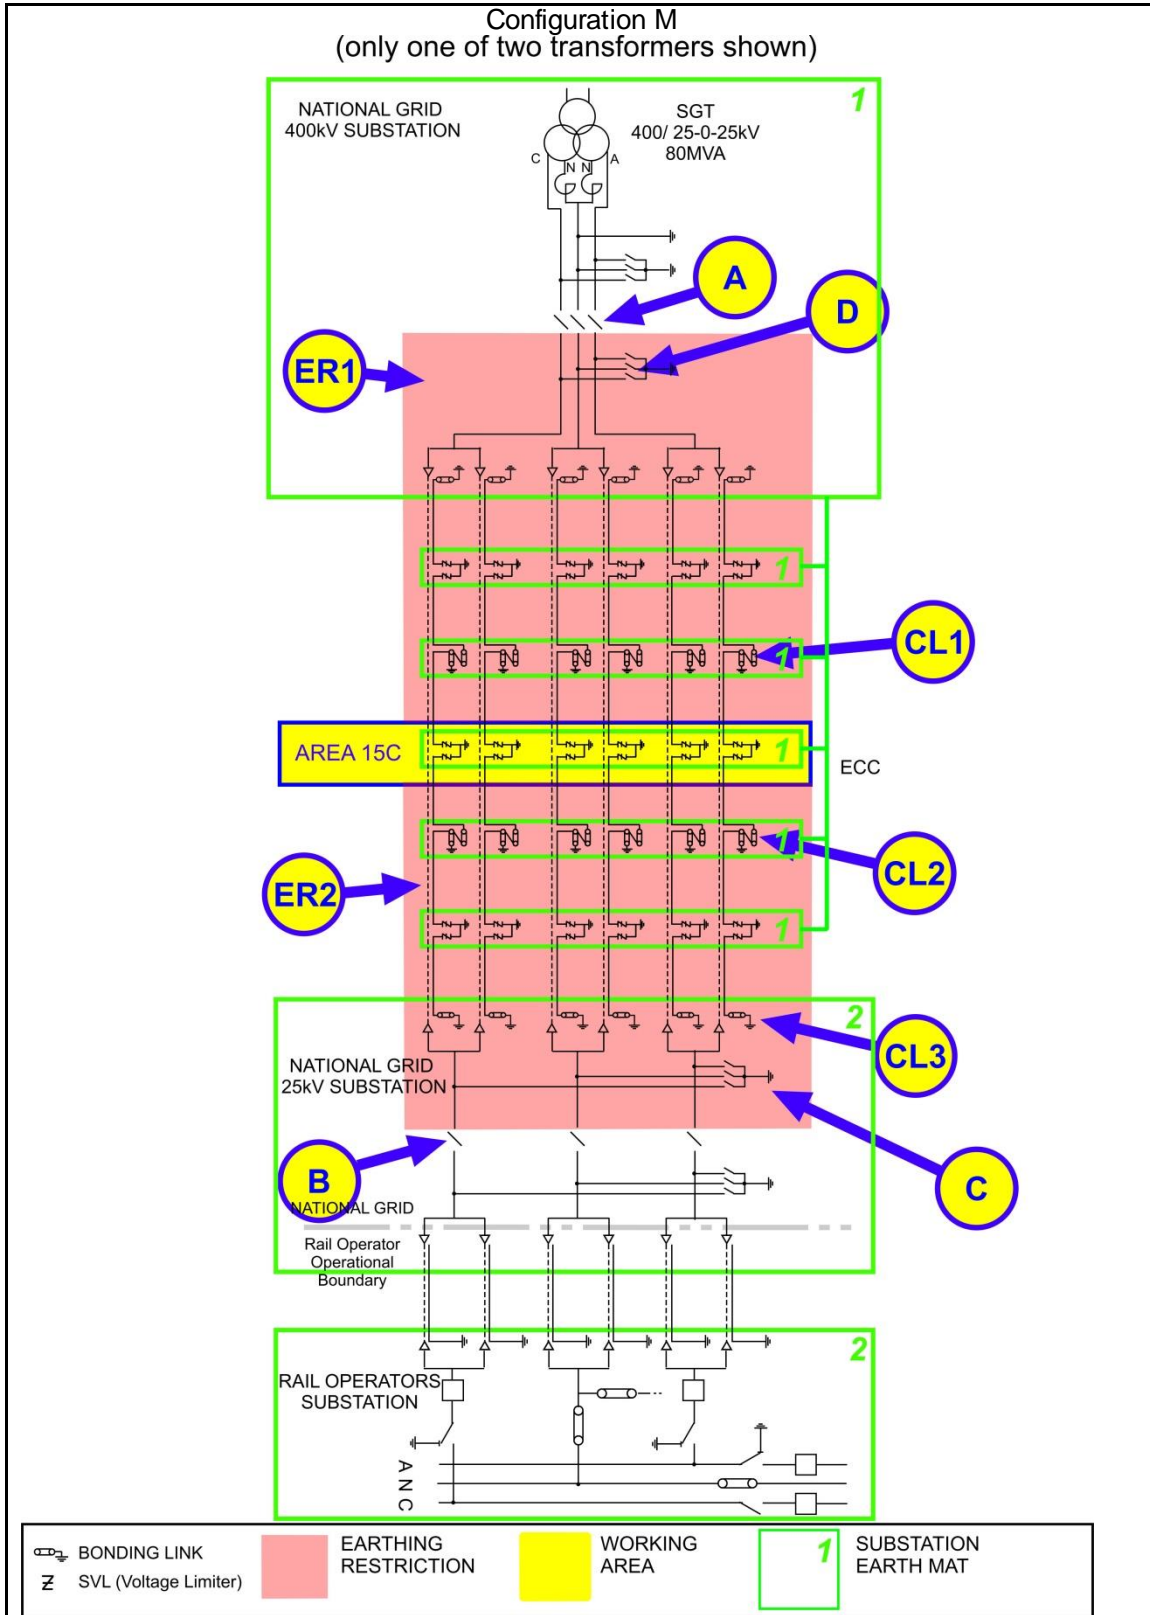 Configuration M
(only one of two transformers shown)
1
NATIONAL GRID
400kV SUBSTATION
SGT
400/ 25-0-25kV
80MVA
C
N N
A
A
D
ER1
1
CL1
1
AREA 15C
1
ECC
CL2
1
ER2
1
2
CL3
NATIONAL GRID
25kV SUBSTATION
B
C
NATIONAL GRID
Rail Operator
Operational
Boundary
2
RAIL OPERATORS
SUBSTATION
A
N
C
BONDING LINK
SVL (Voltage Limiter)
EARTHING
RESTRICTION
WORKING
AREA
1
SUBSTATION
EARTH MAT